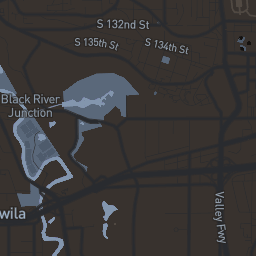 S 132nd St
S 135th St
S 134th St
Black River
Junction
wila
Valley Fwy